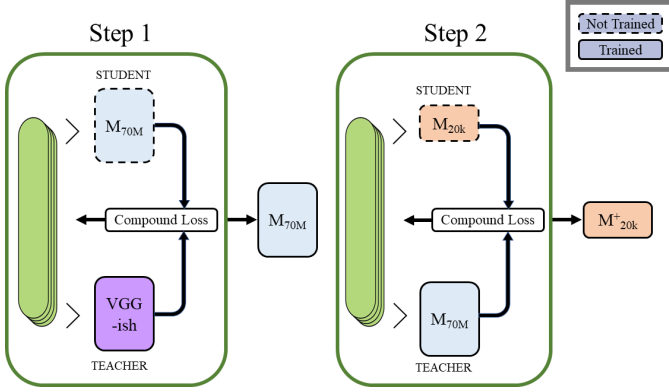 Step 1
STUDENT
M70M
Compound Loss
M70M
VGG
-ish
TEACHER
Step 2
STUDENT
M20k
Compound Loss
M+20k
M70M
TEACHER
Not Trained
Trained